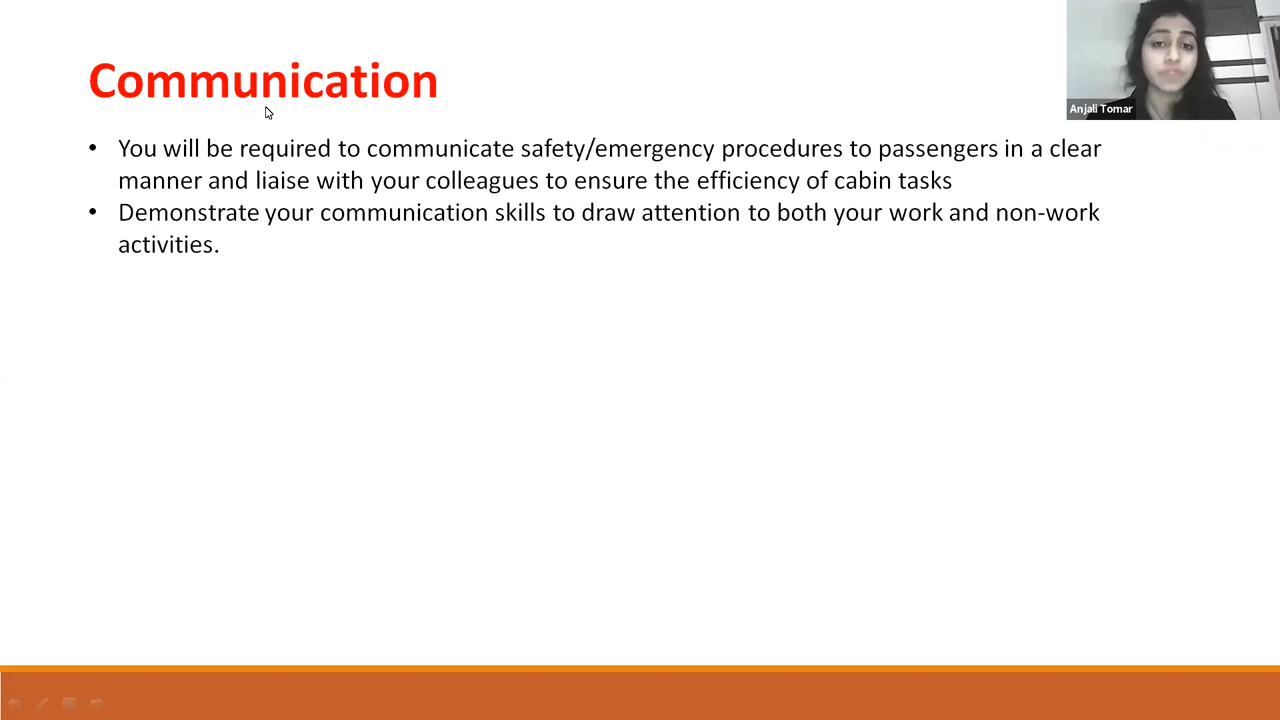 Communication
Anjali Tomar
• You will be required to communicate safety/emergency procedures to passengers in a clear
manner and liaise with your colleagues to ensure the efficiency of cabin tasks
• Demonstrate your communication skills to draw attention to both your work and non-work
activities.